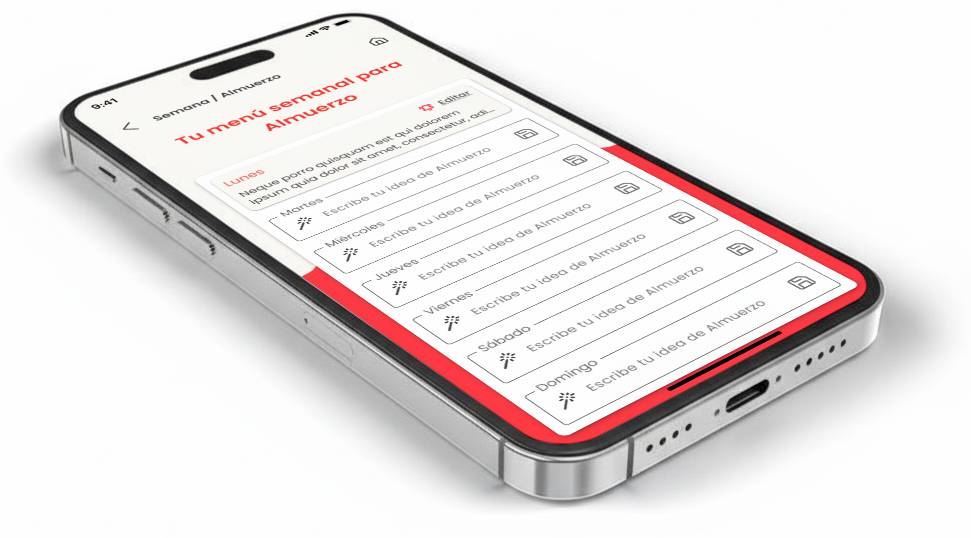 9:41
Semana / Almuerzo
Tu menú semanal para
Almuerzo
Lunes
Editar
Neque porro quisquam est qui dolorem
ipsum quia dolor sit amet, consectetur, adi...
Martes
Escribe tu idea de Almuerzo
Miércoles
Escribe tu idea de Almuerzo
Jueves
Escribe tu idea de Almuerzo
Viernes
Escribe tu idea de Almuerzo
Sábado
Escribe tu idea de Almuerzo
Domingo
Escribe tu idea de Almuerzo